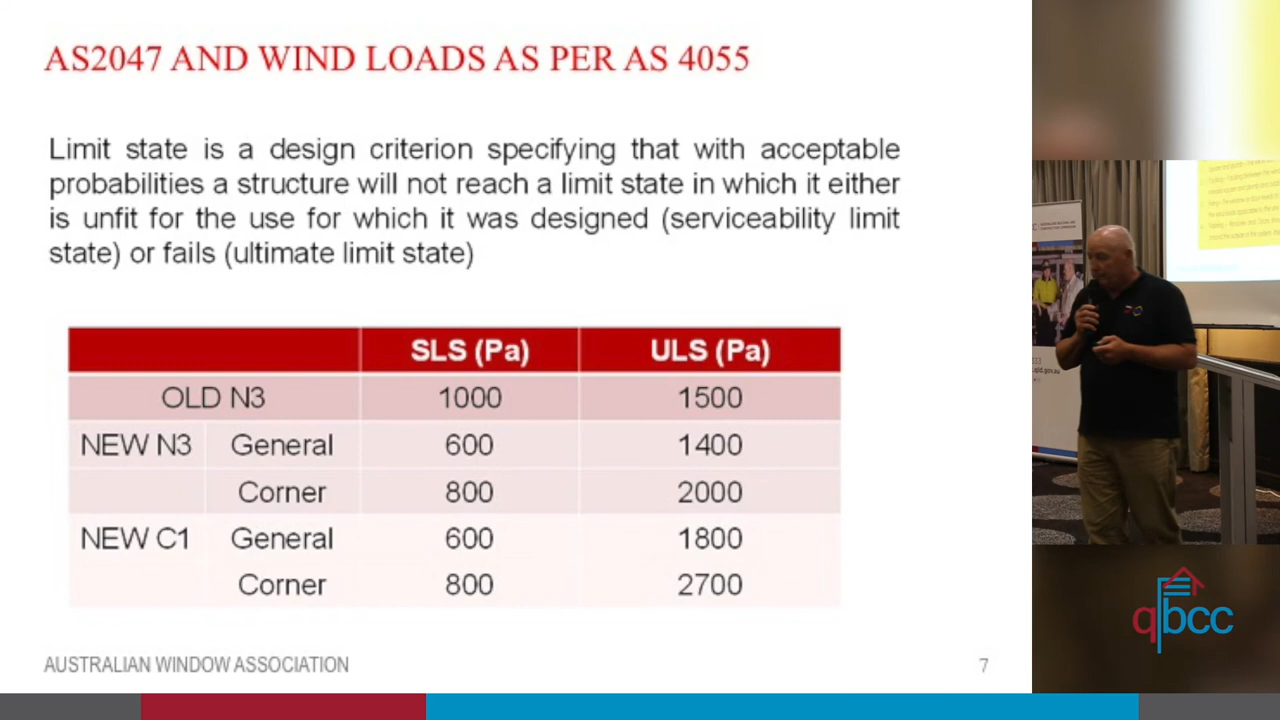 AS2047 AND WIND LOADS AS PER AS 4055
Limit state is a design criterion specifying that with acceptable
probabilities a structure will not reach a limit state in which it either
is unfit for the use for which it was designed (serviceability limit
state) or fails (ultimate limit state)
SLS (Pa) ULS (Pa)
OLD N3 1000 1500
NEW N3 General 600 1400
Corner 800 2000
NEW C1 General 600 1800
Corner 800 2700
AUSTRALIAN WINDOW ASSOCIATION 7
qbcc